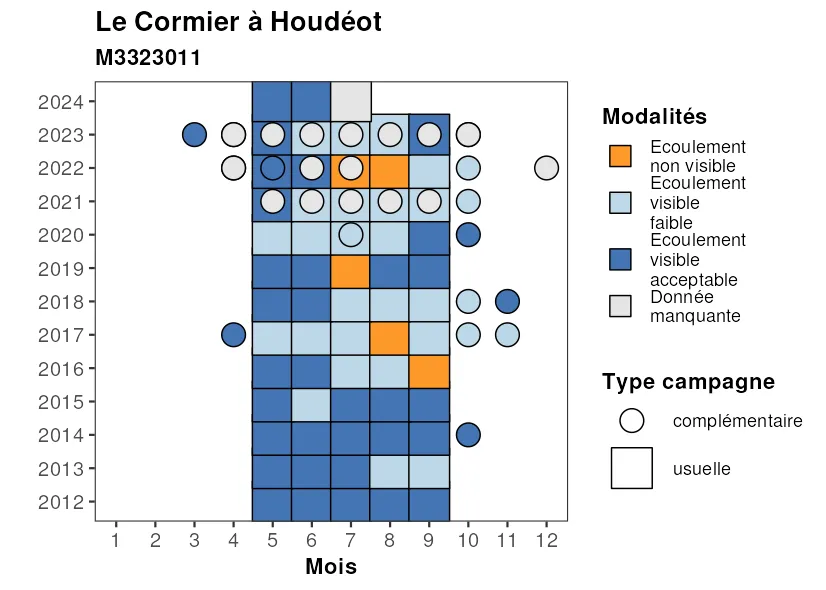 Le Cormier à Houdéot
M3323011
2024
2023
2022
2021
2020
2019
2018
2017
2016
2015
2014
2013
2012
1 2 3 4 5 6 7 8 9 10 11 12
Mois
Modalités
Ecoulement
non visible
Ecoulement
visible
faible
Ecoulement
visible
acceptable
Donnée
manquante
Type campagne
complémentaire
usuelle